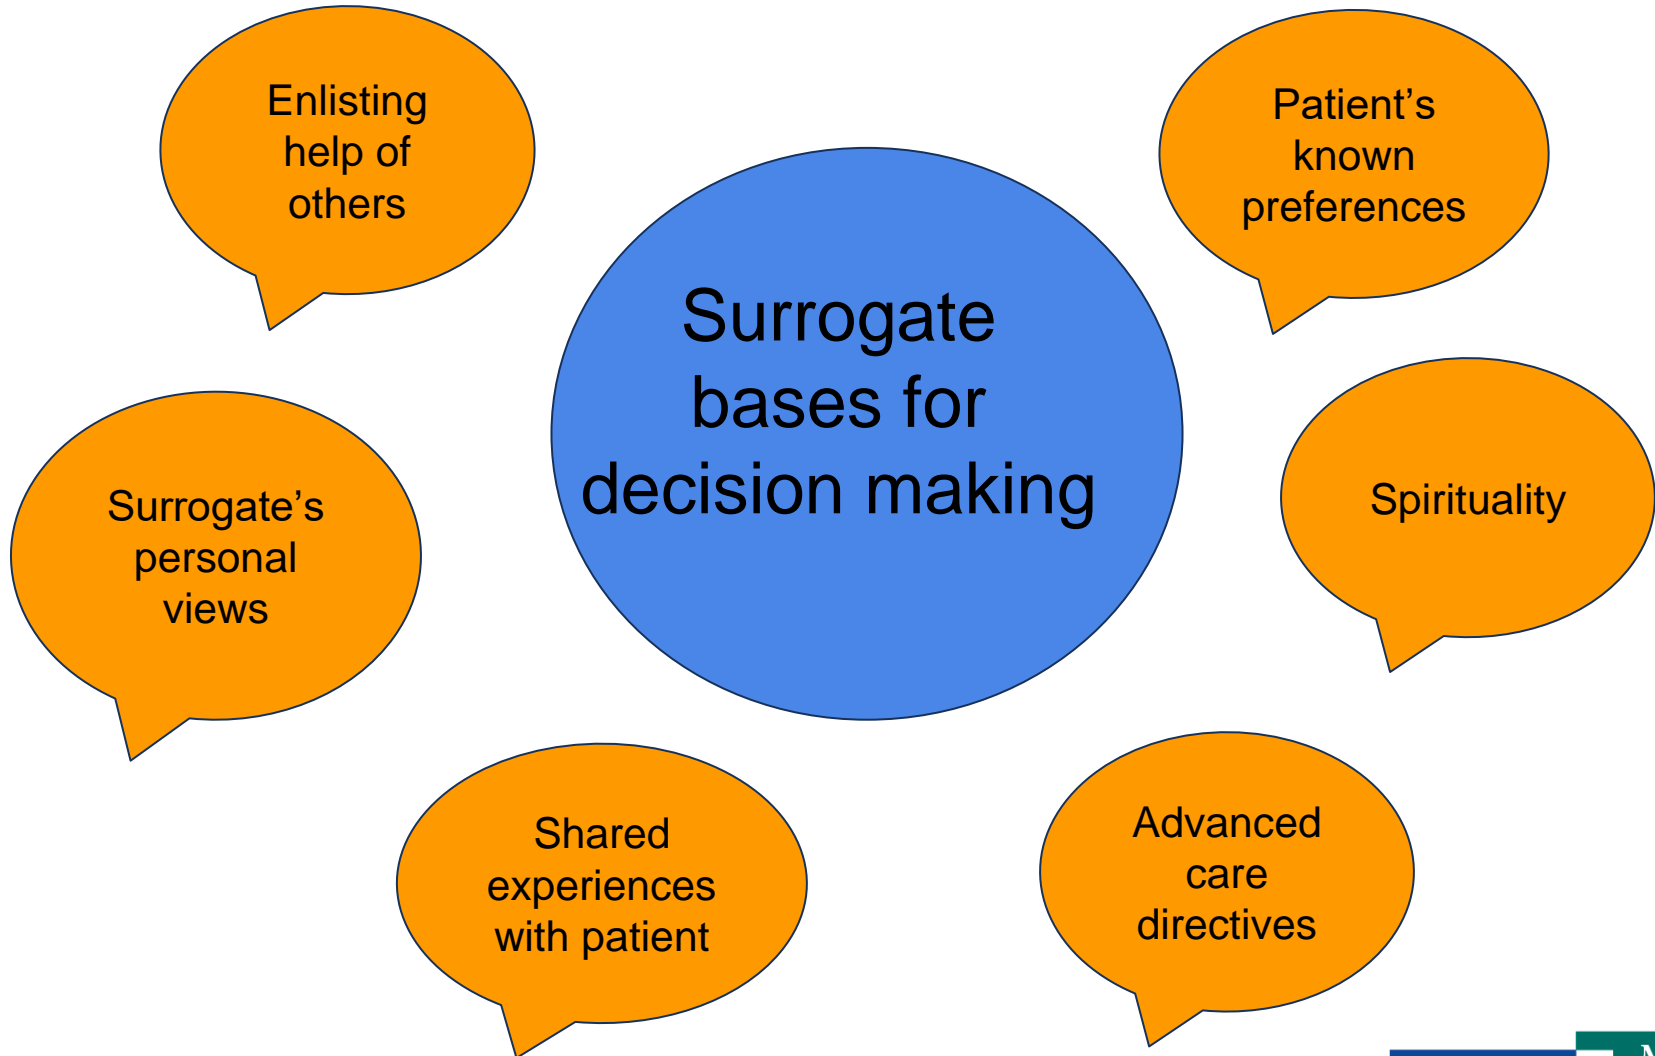 Enlisting
help of
others
Patient’s
known
preferences
Surrogate
bases for
decision making
Surrogate’s
personal
views
Spirituality
Shared
experiences
with patient
Advanced
care
directives